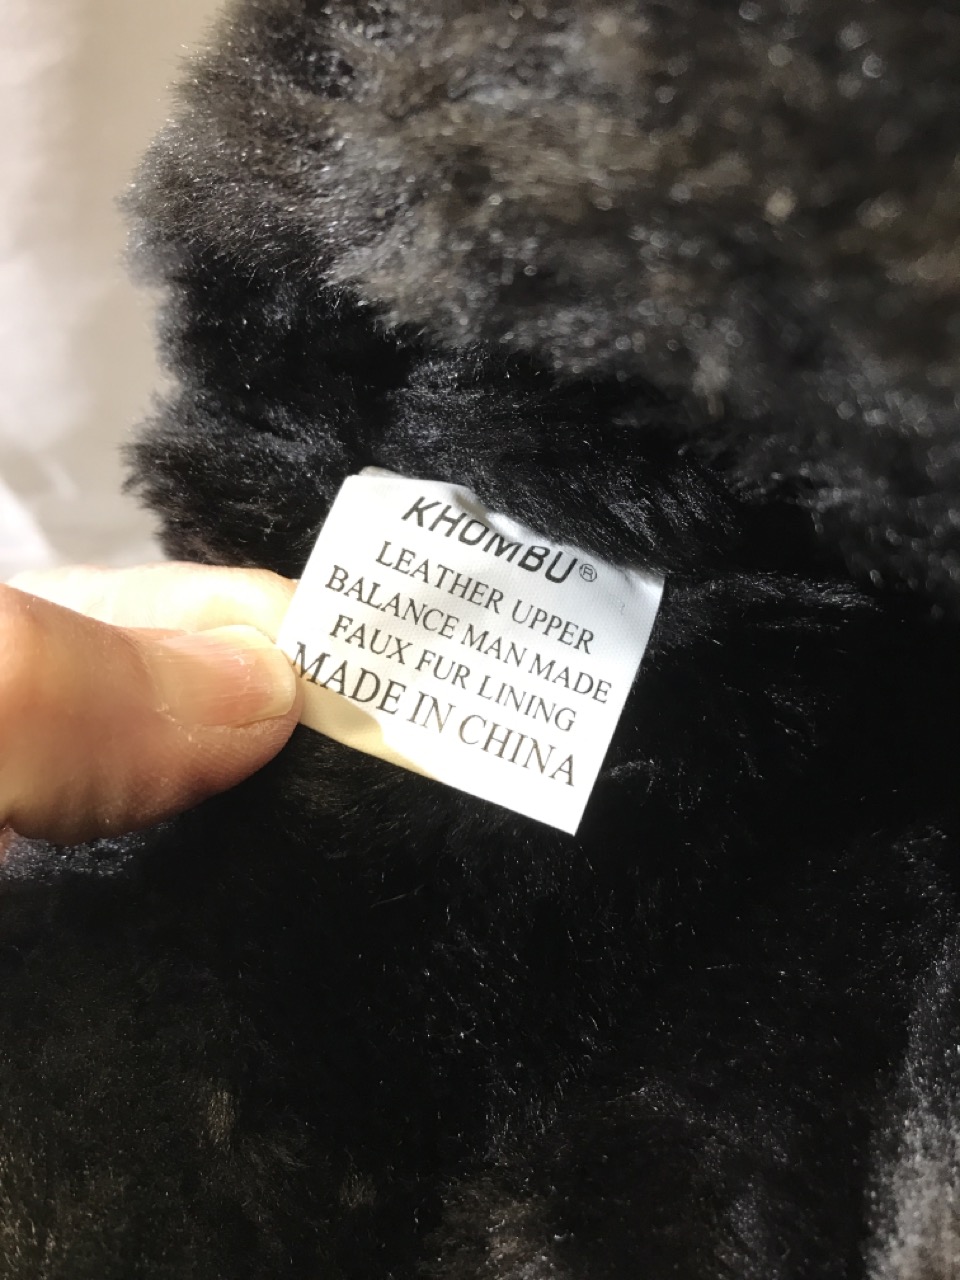 KHOMBU®
LEATHER UPPER
BALANCE MAN MADE
FAUX FUR LINING
MADE IN CHINA